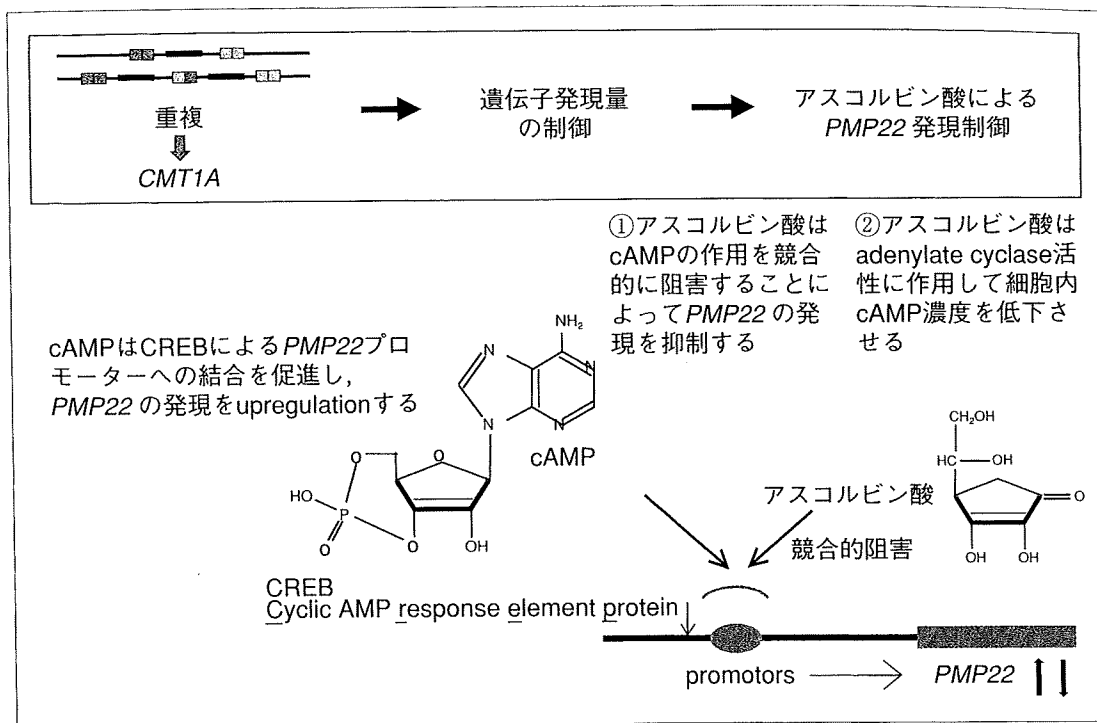 重複
CMT1A
遺伝子発現量
の制御
アスコルビン酸による
PMP22 発現制御
①アスコルビン酸は
cAMPの作用を競合
的に阻害することに
よってPMP22 の発
現を抑制する
②アスコルビン酸は
adenylate cyclase活
性に作用して細胞内
cAMP濃度を低下さ
せる
cAMPはCREBによるPMP22プロ
モーターへの結合を促進し,
PMP22 の発現をupregulationする
NH2
N
N
N
N
cAMP
O
O
HO
P
O
O
OH
CH2OH
HC
OH
O
OH
OH
アスコルビン酸
競合的阻害
CREB
Cyclic AMP response element protein
promotors
PMP22